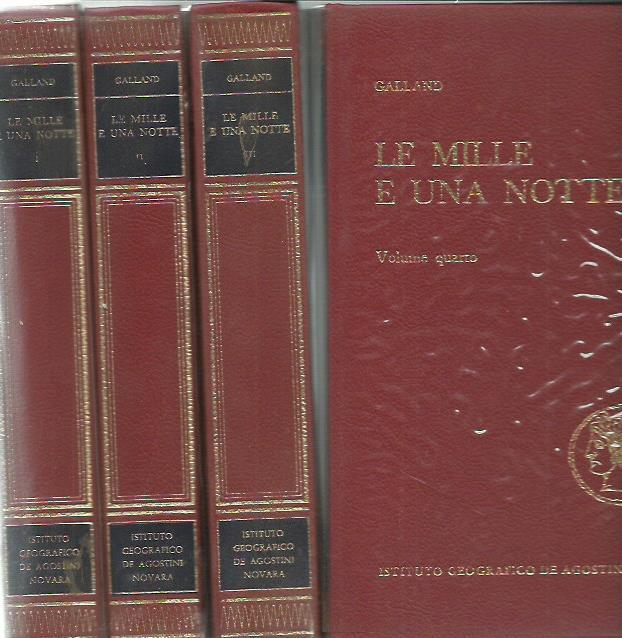 GALLAND
LE MILLE
E UNA NOTTE
I
ISTITUTO
GEOGRAFICO
DE AGOSTINI
NOVARA
GALLAND
LE MILLE
E UNA NOTTE
II
ISTITUTO
GEOGRAFICO
DE AGOSTINI
NOVARA
GALLAND
LE MILLE
E UNA NOTTE
III
ISTITUTO
GEOGRAFICO
DE AGOSTINI
NOVARA
GALLAND
LE MILLE
E UNA NOTTE
Volume quarto
ISTITUTO GEOGRAFICO DE AGOSTINI